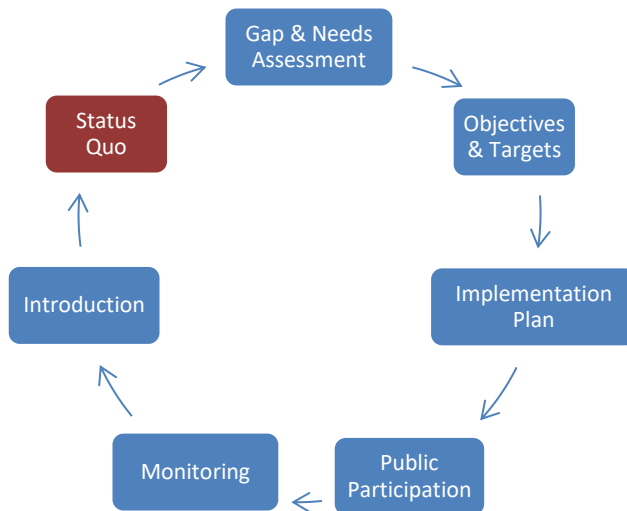 Gap & Needs
Assessment
Status
Quo
Objectives
& Targets
Introduction
Implementation
Plan
Monitoring
Public
Participation